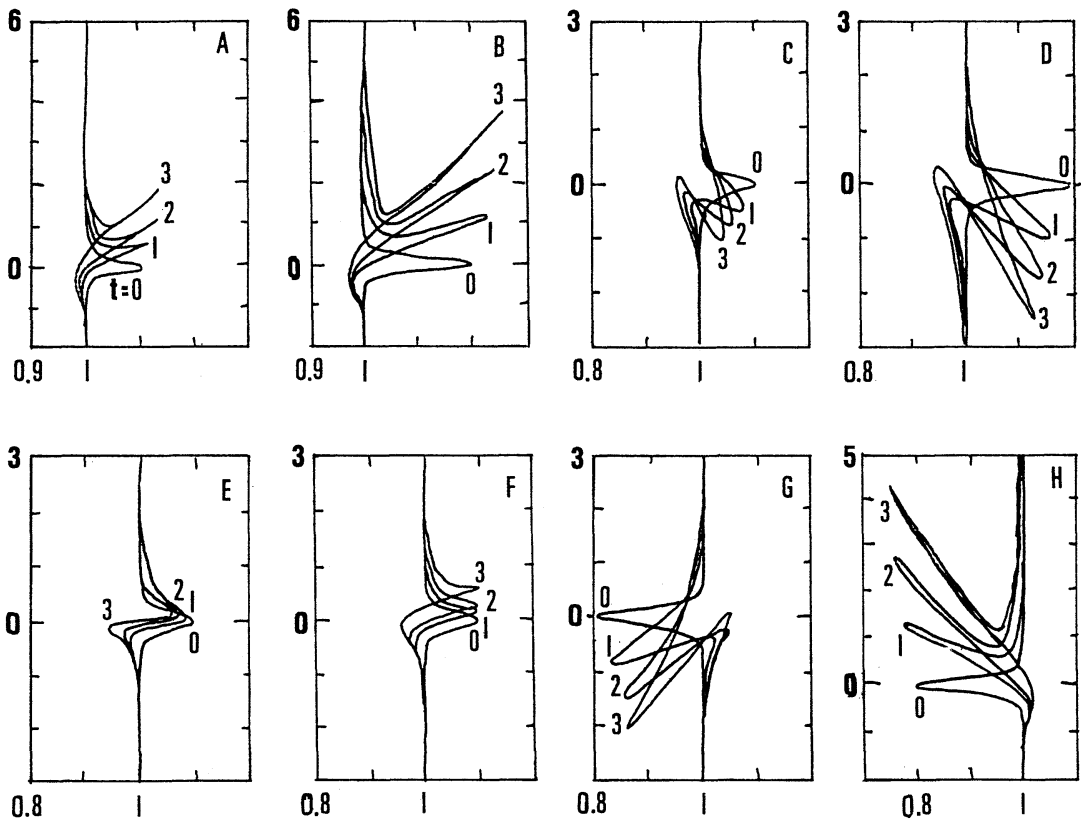 6 A 3 2 1 0 t=0 0.9 1
6 B 3 2 1 0 0 0.9 1
3 C 0 0 1 2 3 0.8 1
3 D 0 0 1 2 3 0.8 1
3 E 0 3 2 1 0 0.8 1
3 F 0 3 2 1 0 0.8 1
3 G 0 0 1 2 3 0.8 1
5 H 3 2 1 0 0 0.8 1